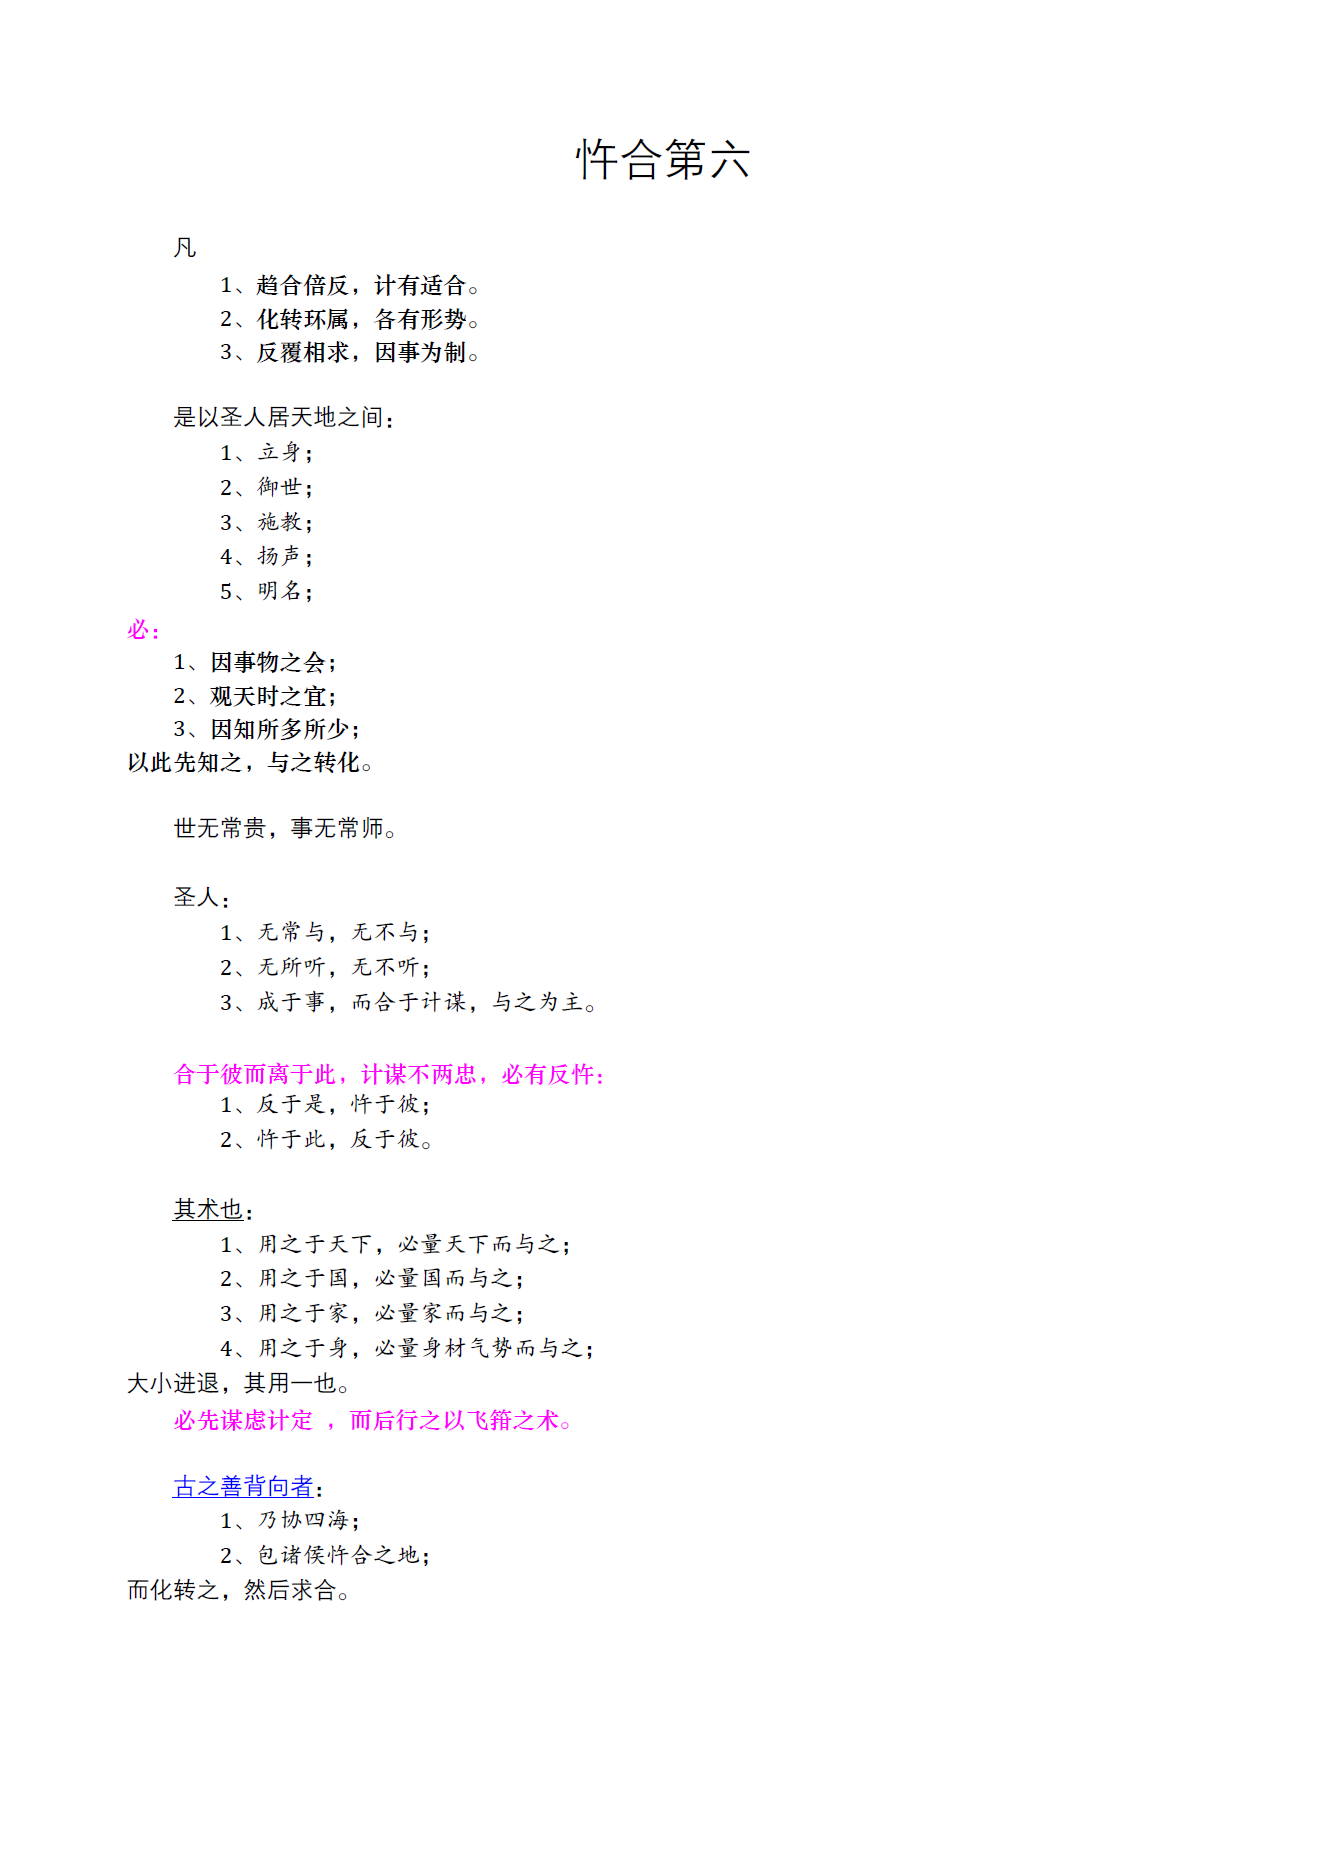 忤合第六
凡
1、趋合倍反，计有适合。
2、化转环属，各有形势。
3、反覆相求，因事为制。
是以圣人居天地之间：
1、立身；
2、御世；
3、施教；
4、扬声；
5、明名；
必：
1、因事物之会；
2、观天时之宜；
3、因知所多所少；
以此先知之，与之转化。
世无常贵，事无常师。
圣人：
1、无常与，无不与；
2、无所听，无不听；
3、成于事，而合于计谋，与之为主。
合于彼而离于此，计谋不两忠，必有反忤：
1、反于是，忤于彼；
2、忤于此，反于彼。
其术也：
1、用之于天下，必量天下而与之；
2、用之于国，必量国而与之；
3、用之于家，必量家而与之；
4、用之于身，必量身材气势而与之；
大小进退，其用一也。
必先谋虑计定 ，而后行之以飞箝之术。
古之善背向者：
1、乃协四海；
2、包诸侯忤合之地；
而化转之，然后求合。